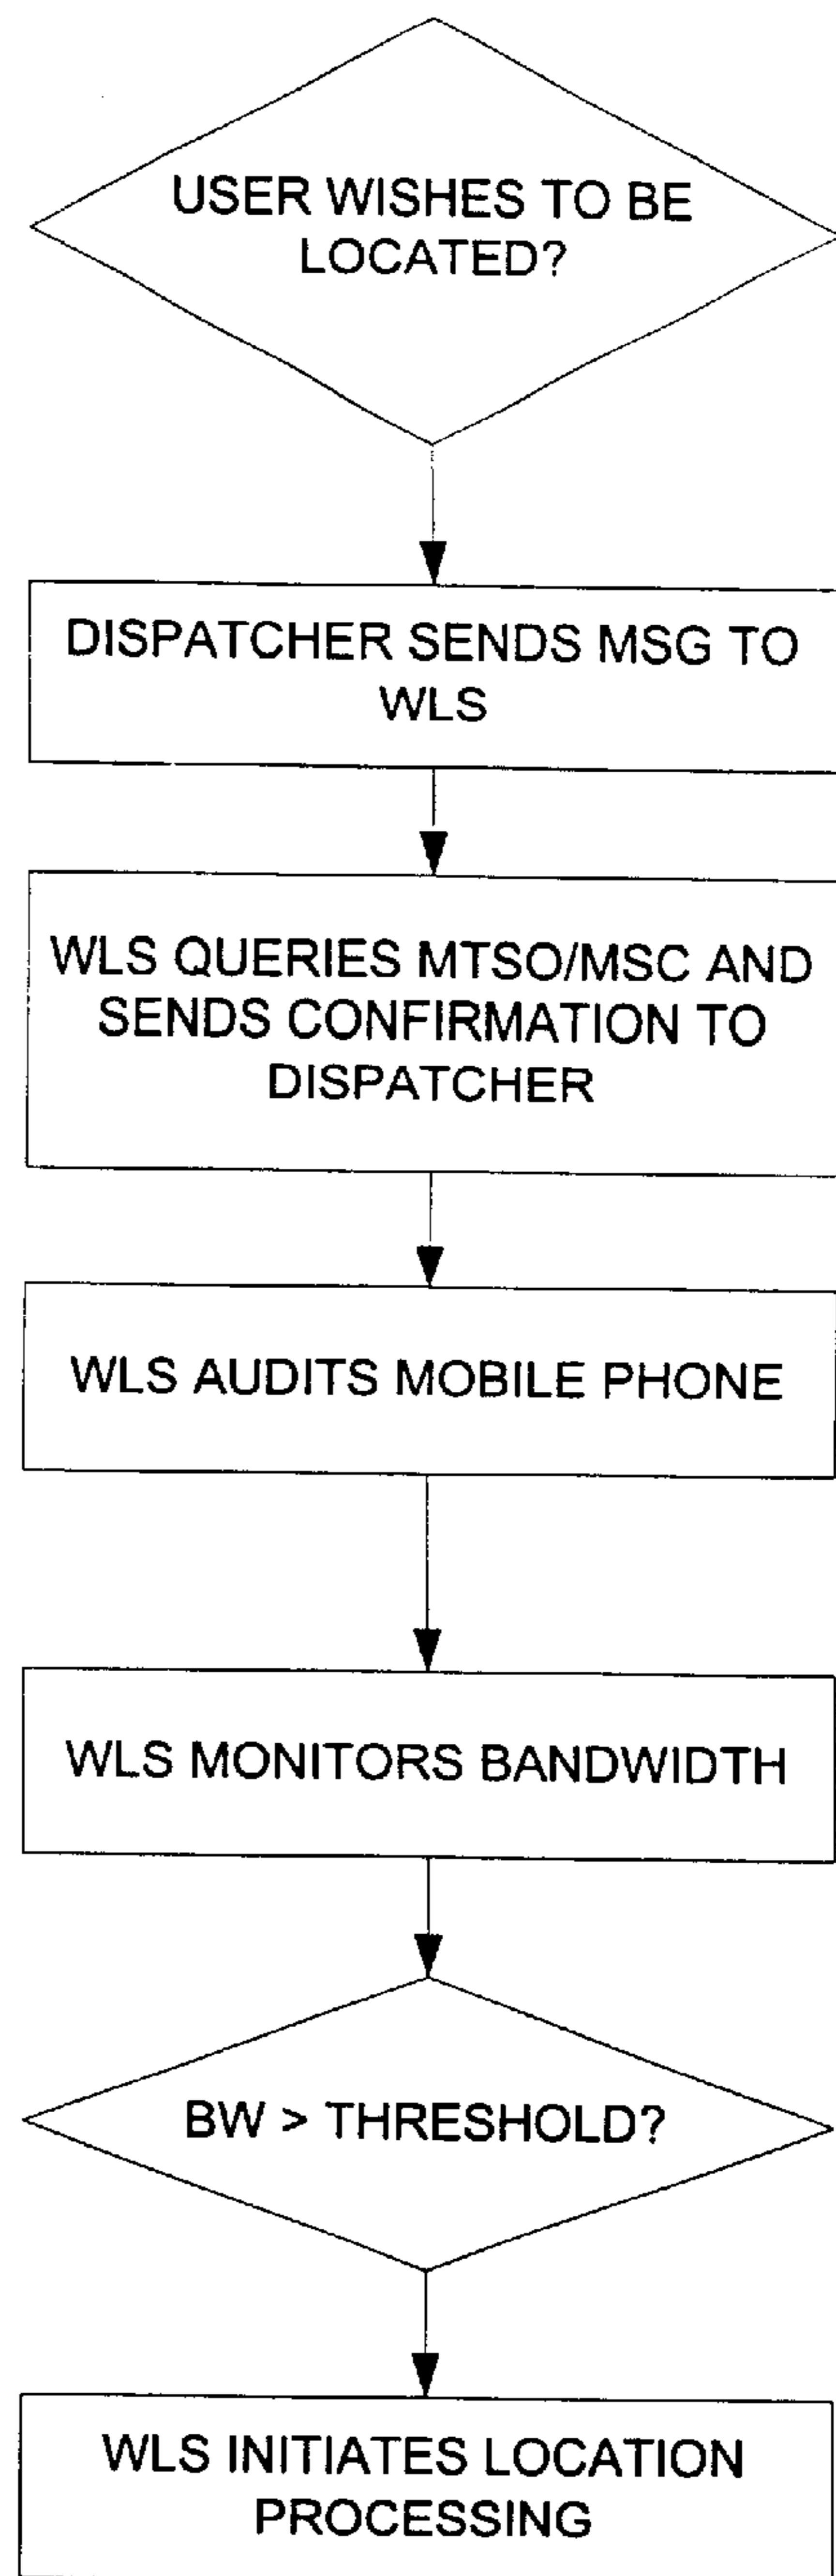 USER WISHES TO BE
LOCATED?
DISPATCHER SENDS MSG TO
WLS
WLS QUERIES MTSO/MSC AND
SENDS CONFIRMATION TO
DISPATCHER
WLS AUDITS MOBILE PHONE
WLS MONITORS BANDWIDTH
BW > THRESHOLD?
WLS INITIATES LOCATION
PROCESSING